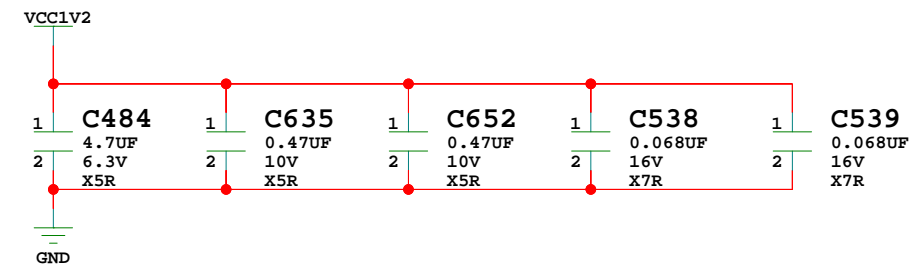 VCC1V2
1
2
C484
4.7UF
6.3V
X5R
1
2
C635
0.47UF
10V
X5R
1
2
C652
0.47UF
10V
X5R
1
2
C538
0.068UF
16V
X7R
1
2
C539
0.068UF
16V
X7R
GND